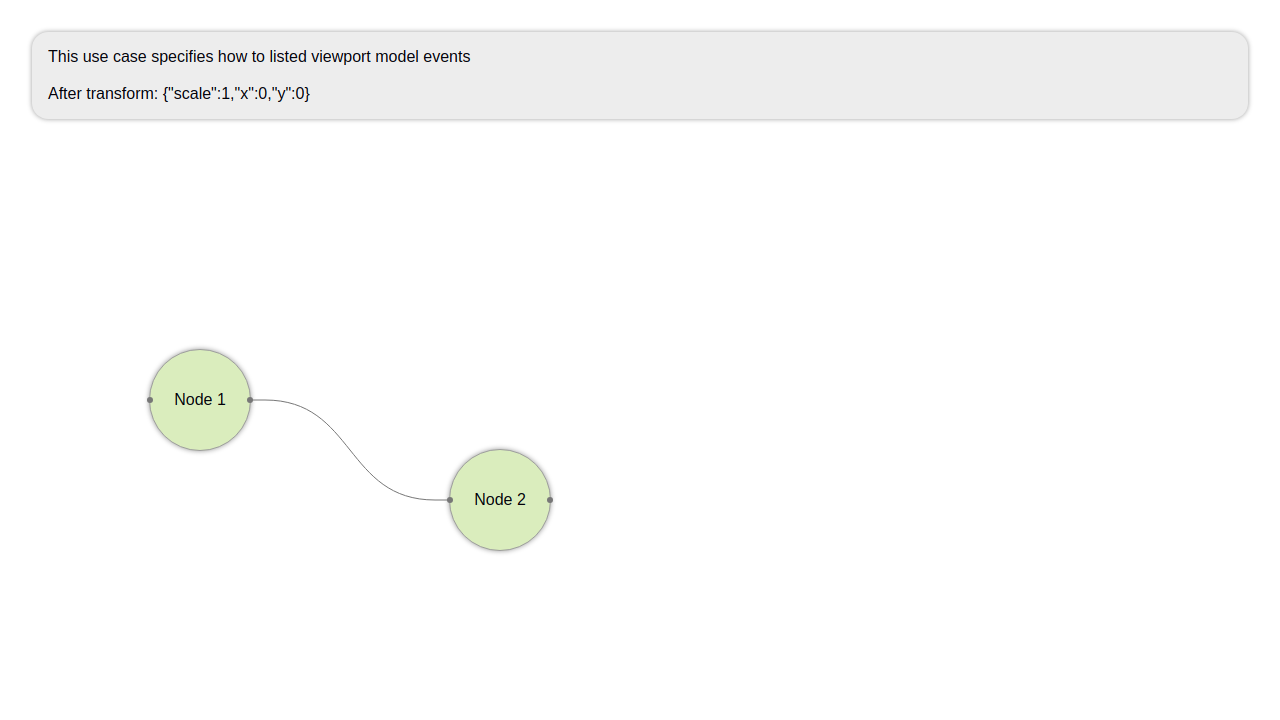 This use case specifies how to listed viewport model events
After transform: {"scale":1,"x":0,"y":0}
Node 1
Node 2